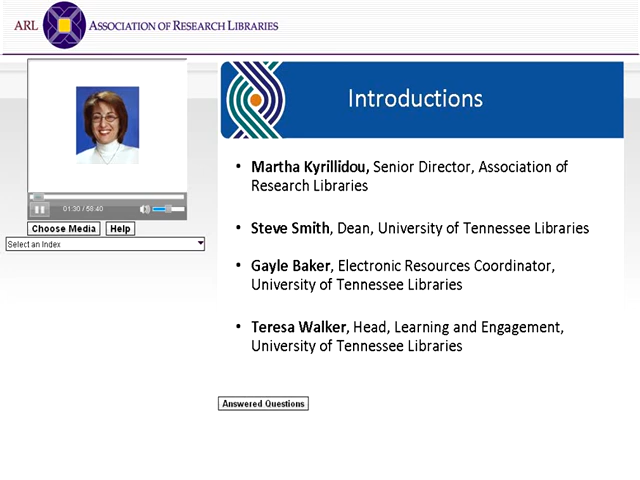 ARL ASSOCIATION OF RESEARCH LIBRARIES
Introductions
• Martha Kyrillidou, Senior Director, Association of
Research Libraries
• Steve Smith, Dean, University of Tennessee Libraries
• Gayle Baker, Electronic Resources Coordinator,
University of Tennessee Libraries
• Teresa Walker, Head, Learning and Engagement,
University of Tennessee Libraries
01:30 / 58:40
Choose Media Help
Select an Index
Answered Questions